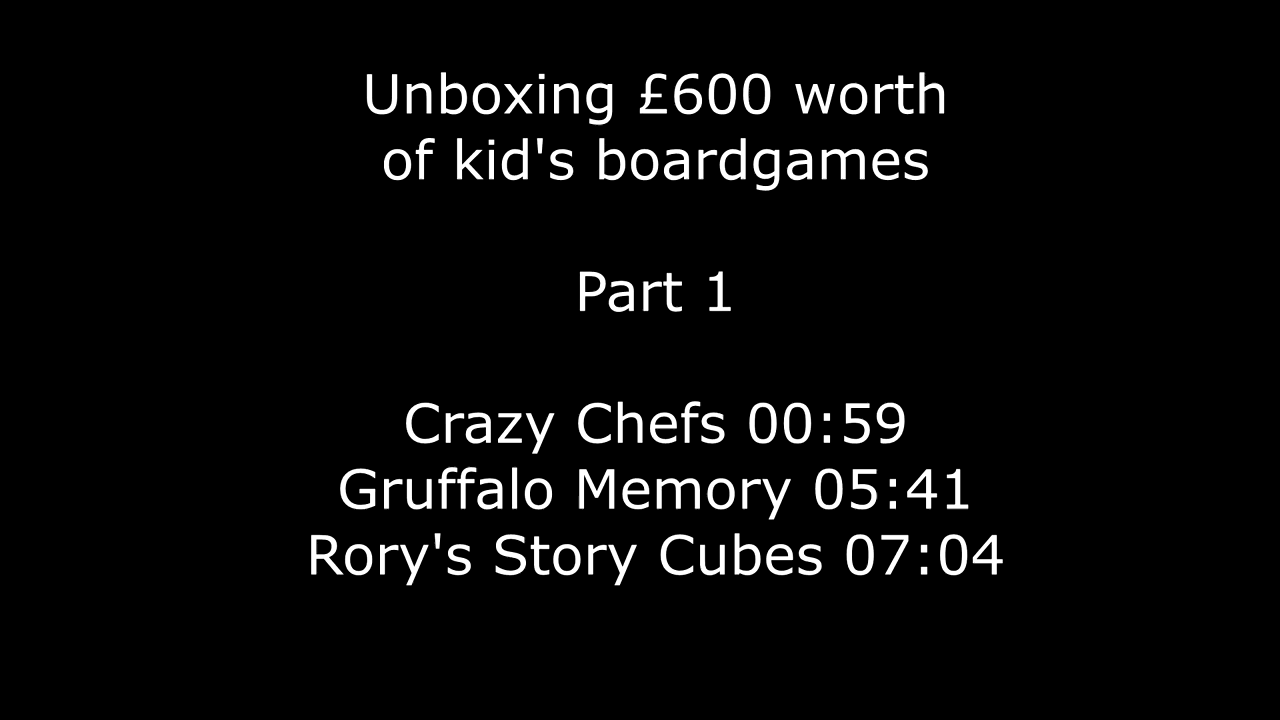 Unboxing £600 worth
of kid's boardgames
Part 1
Crazy Chefs 00:59
Gruffalo Memory 05:41
Rory's Story Cubes 07:04